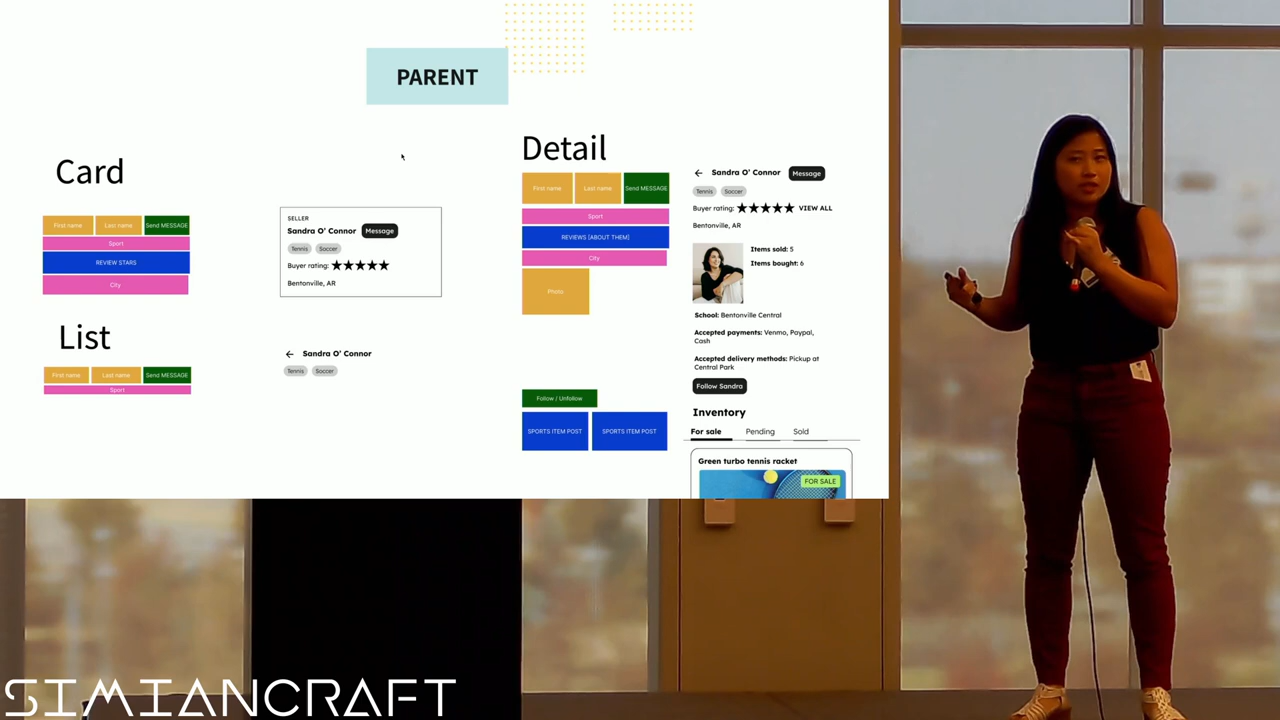 PARENT
Card
First name Last name Send MESSAGE
Sport
REVIEW STARS
City
List
First name Last name Send MESSAGE
Sport
SELLER
Sandra O' Connor Message
Tennis Soccer
Buyer rating: ★★★★★
Bentonville, AR
← Sandra O' Connor
Tennis Soccer
Detail
First name Last name Send MESSAGE
Sport
REVIEWS [ABOUT THEM]
City
Photo
Follow / Unfollow
SPORTS ITEM POST SPORTS ITEM POST
← Sandra O' Connor Message
Tennis Soccer
Buyer rating: ★★★★★ VIEW ALL
Bentonville, AR
Items sold: 5
Items bought: 6
School: Bentonville Central
Accepted payments: Venmo, Paypal,
Cash
Accepted delivery methods: Pickup at
Central Park
Follow Sandra
Inventory
For sale Pending Sold
Green turbo tennis racket
FOR SALE
SIMIANCRAFT